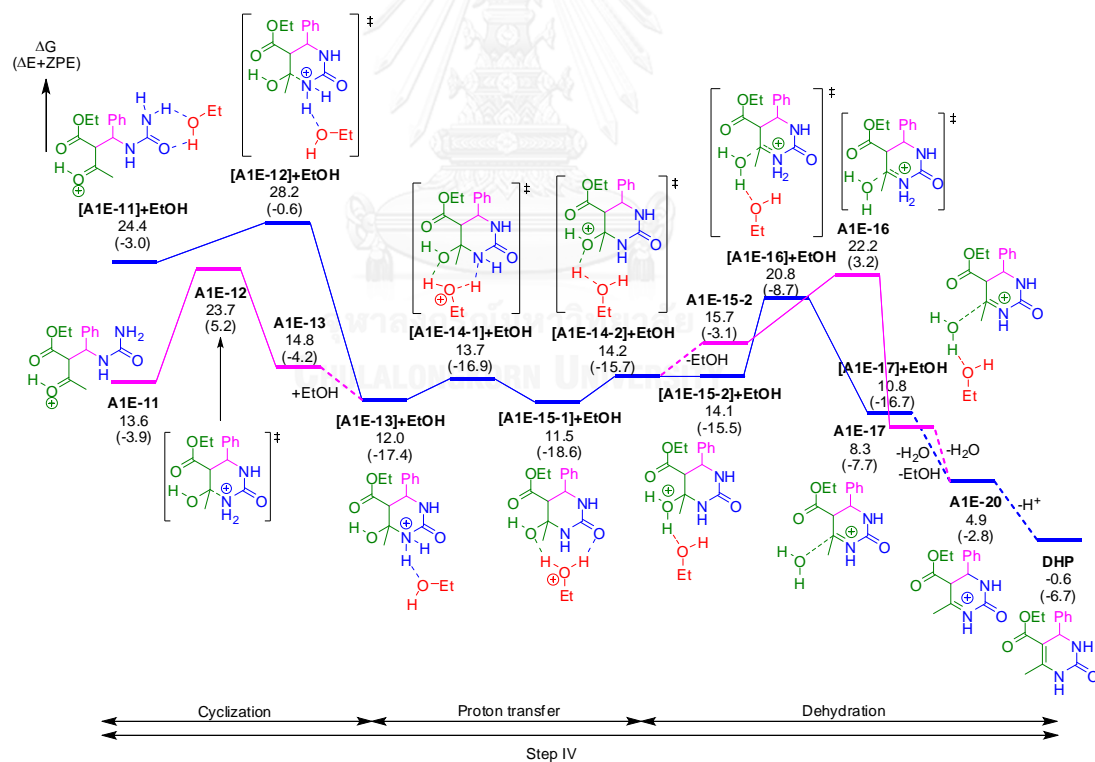 ΔG
(ΔE+ZPE)
[A1E-11]+EtOH
24.4
(-3.0)
[A1E-12]+EtOH
28.2
(-0.6)
A1E-11
13.6
(-3.9)
A1E-12
23.7
(5.2)
A1E-13
14.8
(-4.2)
+EtOH
[A1E-13]+EtOH
12.0
(-17.4)
[A1E-14-1]+EtOH
13.7
(-16.9)
[A1E-15-1]+EtOH
11.5
(-18.6)
[A1E-14-2]+EtOH
14.2
(-15.7)
A1E-15-2
15.7
(-3.1)
-EtOH
[A1E-15-2]+EtOH
14.1
(-15.5)
[A1E-16]+EtOH
20.8
(-8.7)
A1E-16
22.2
(3.2)
[A1E-17]+EtOH
10.8
(-16.7)
A1E-17
8.3
(-7.7)
-H₂O
-EtOH
-H₂O
A1E-20
4.9
(-2.8)
-H⁺
DHP
-0.6
(-6.7)
Cyclization
Proton transfer
Dehydration
Step IV